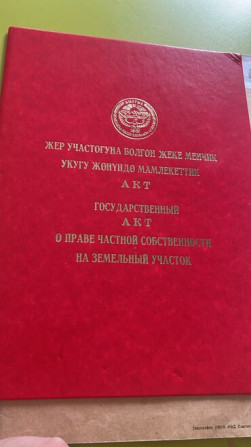 ЖЕР УЧАСТОГУНА БОЛГОН ЖЕКЕ МЕНЧИК
УКУГУ ЖӨНҮНДӨ МАМЛЕКЕТТИК
АКТ
ГОСУДАРСТВЕННЫЙ
АКТ
О ПРАВЕ ЧАСТНОЙ СОБСТВЕННОСТИ
НА ЗЕМЕЛЬНЫЙ УЧАСТОК